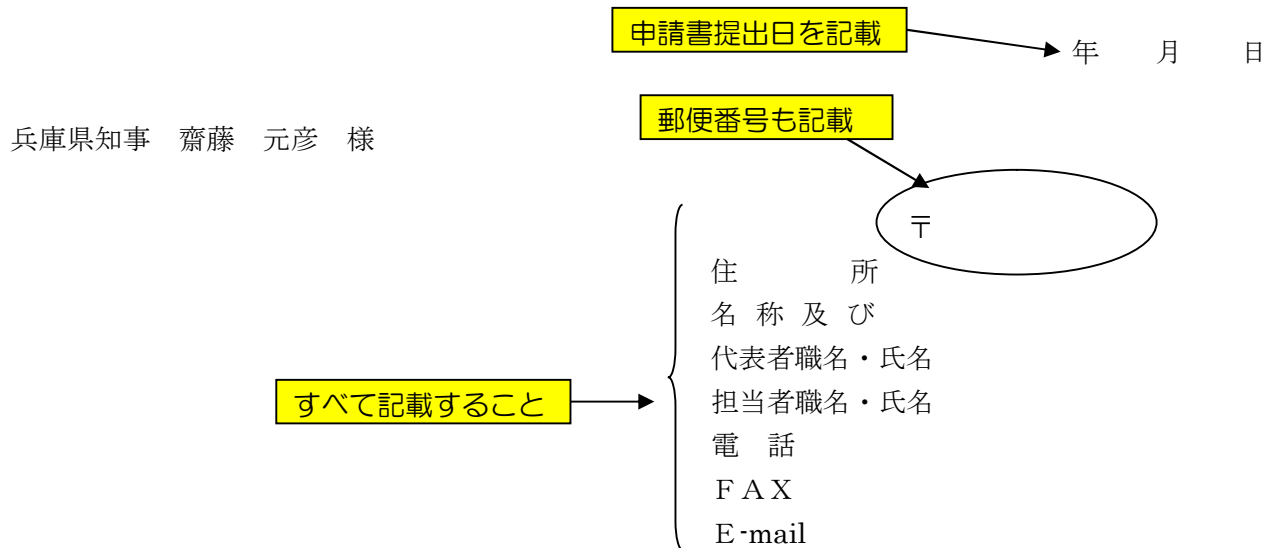 申請書提出日を記載
年　月　日
郵便番号も記載
兵庫県知事　齋藤　元彦　様
〒
住　　　所
名 称 及 び
代表者職名・氏名
すべて記載すること
担当者職名・氏名
電　話
ＦＡＸ
Ｅ-mail